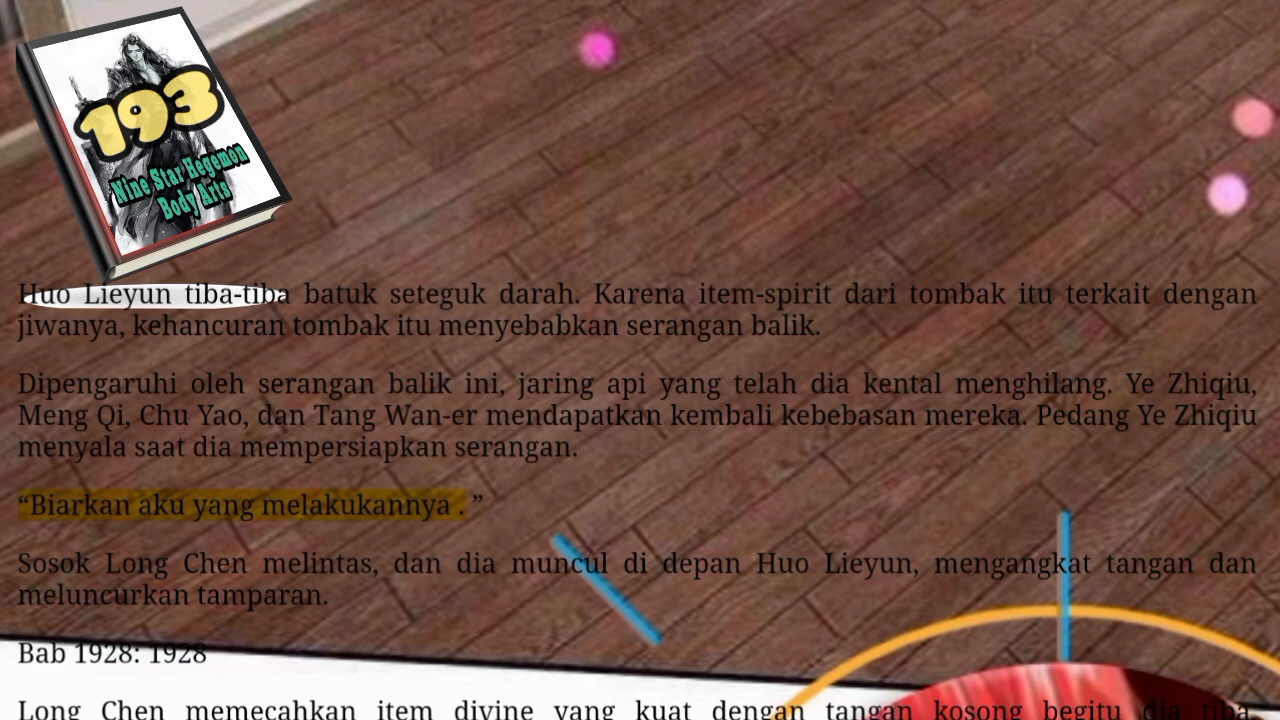 193
Nine Star Hegemon
Body Arts
Huo Lieyun tiba-tiba batuk seteguk darah. Karena item-spirit dari tombak itu terkait dengan
jiwanya, kehancuran tombak itu menyebabkan serangan balik.
Dipengaruhi oleh serangan balik ini, jaring api yang telah dia kental menghilang. Ye Zhiqiu,
Meng Qi, Chu Yao, dan Tang Wan-er mendapatkan kembali kebebasan mereka. Pedang Ye Zhiqiu
menyala saat dia mempersiapkan serangan.
“Biarkan aku yang melakukannya . ”
Sosok Long Chen melintas, dan dia muncul di depan Huo Lieyun, mengangkat tangan dan
meluncurkan tamparan.
Bab 1928: 1928
Long Chen memecahkan item divine yang kuat dengan tangan kosong begitu dia tiba.